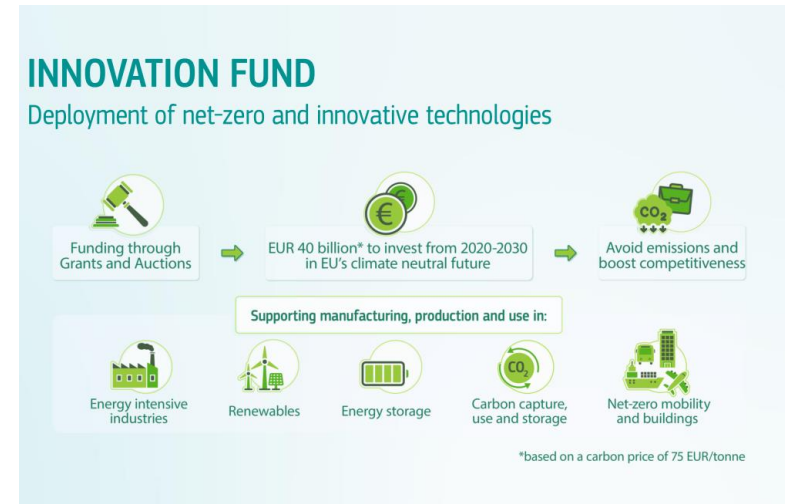 INNOVATION FUND
Deployment of net-zero and innovative technologies
Funding through
Grants and Auctions
EUR 40 billion* to invest from 2020-2030
in EU's climate neutral future
CO₂
Avoid emissions and
boost competitiveness
Supporting manufacturing, production and use in:
Energy intensive
industries
Renewables
Energy storage
CO₂
Carbon capture,
use and storage
Net-zero mobility
and buildings
*based on a carbon price of 75 EUR/tonne